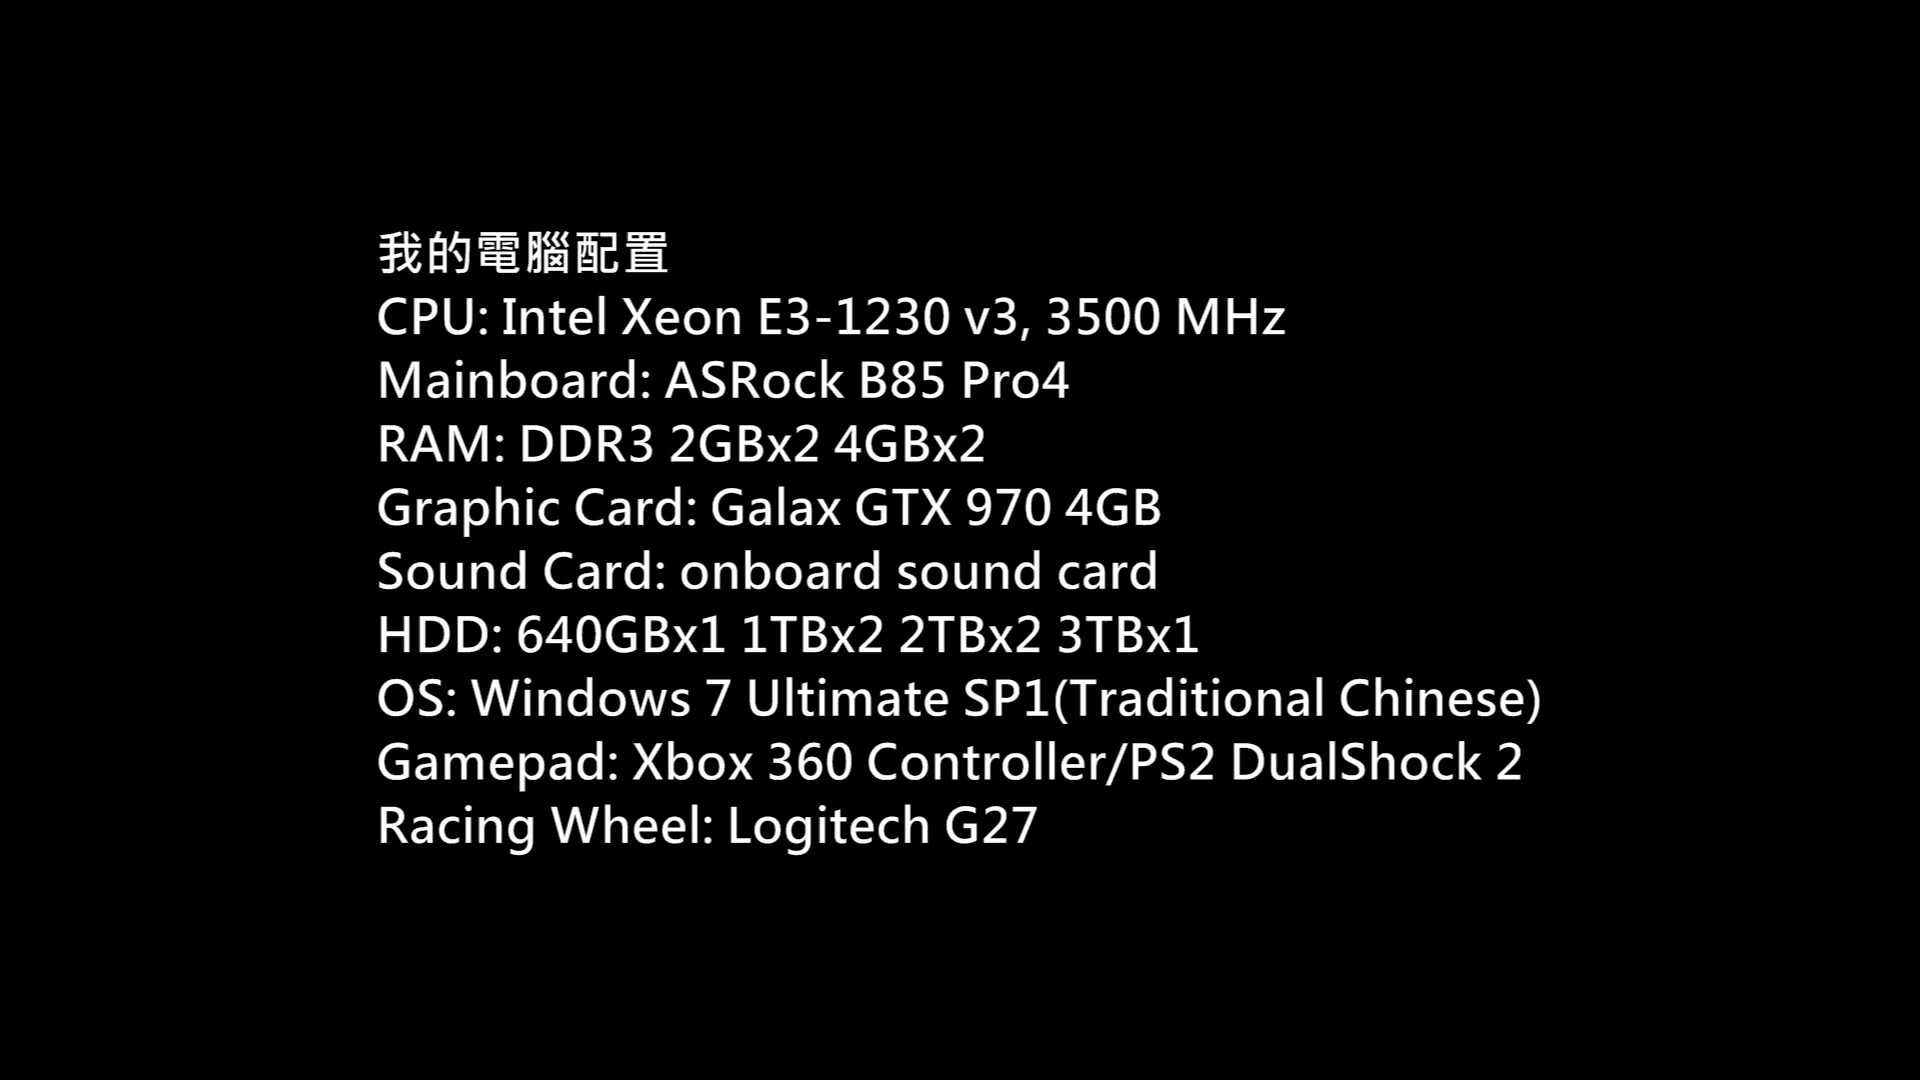 我的電腦配置
CPU: Intel Xeon E3-1230 v3, 3500 MHz
Mainboard: ASRock B85 Pro4
RAM: DDR3 2GBx2 4GBx2
Graphic Card: Galax GTX 970 4GB
Sound Card: onboard sound card
HDD: 640GBx1 1TBx2 2TBx2 3TBx1
OS: Windows 7 Ultimate SP1(Traditional Chinese)
Gamepad: Xbox 360 Controller/PS2 DualShock 2
Racing Wheel: Logitech G27